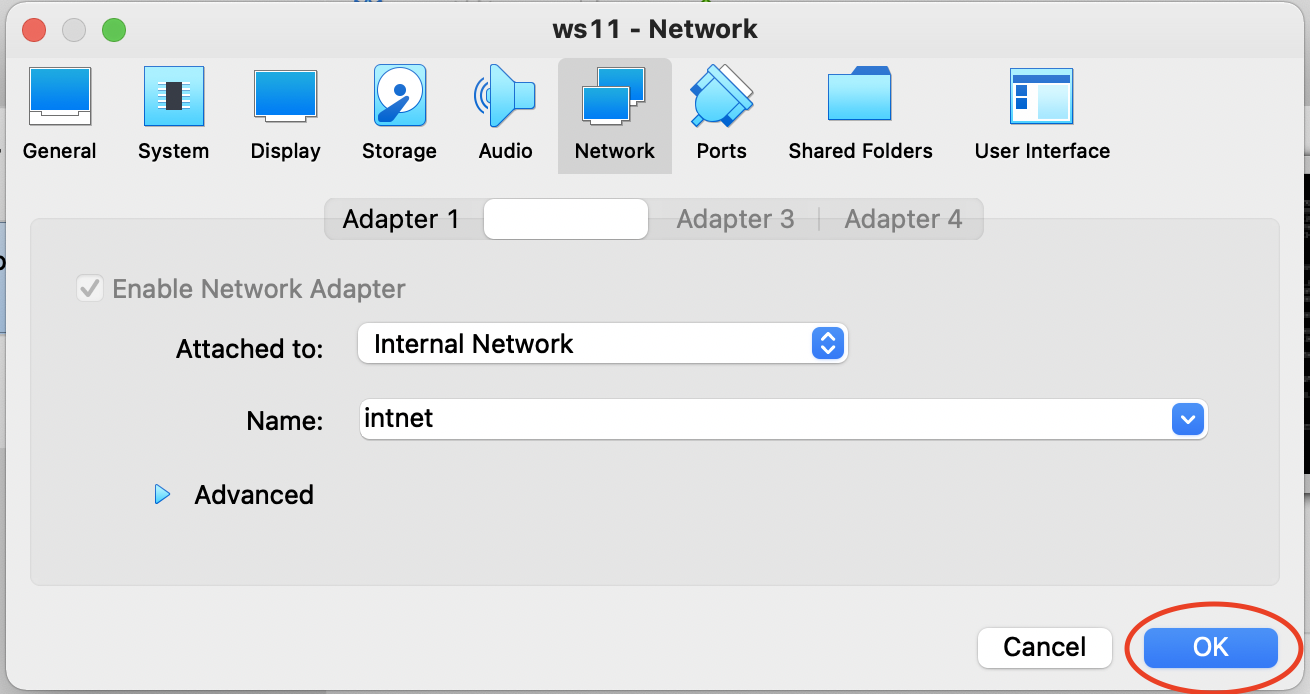 ws11 - Network
General System Display Storage Audio Network Ports Shared Folders User Interface
Adapter 1 Adapter 3 Adapter 4
Enable Network Adapter
Attached to: Internal Network
Name: intnet
Advanced
Cancel OK